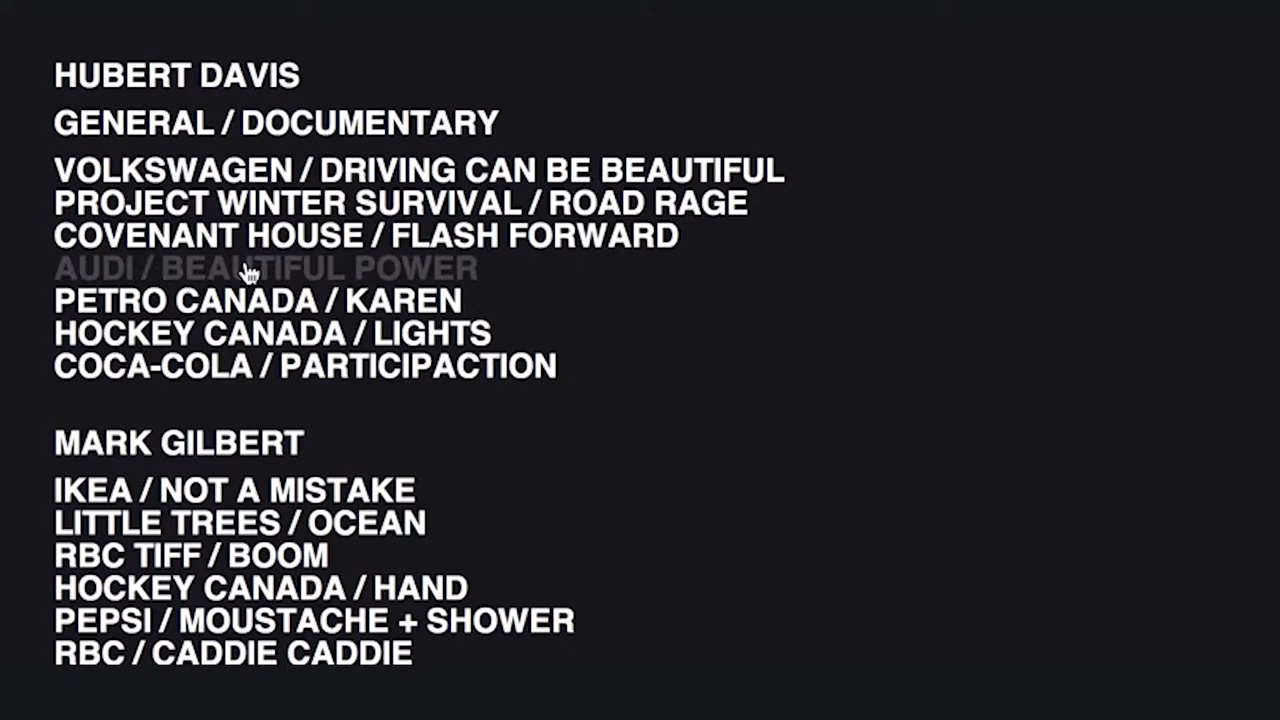 HUBERT DAVIS
GENERAL / DOCUMENTARY
VOLKSWAGEN / DRIVING CAN BE BEAUTIFUL
PROJECT WINTER SURVIVAL / ROAD RAGE
COVENANT HOUSE / FLASH FORWARD
AUDI / BEAUTIFUL POWER
PETRO CANADA / KAREN
HOCKEY CANADA / LIGHTS
COCA-COLA / PARTICIPACTION
MARK GILBERT
IKEA / NOT A MISTAKE
LITTLE TREES / OCEAN
RBC TIFF / BOOM
HOCKEY CANADA / HAND
PEPSI / MOUSTACHE + SHOWER
RBC / CADDIE CADDIE